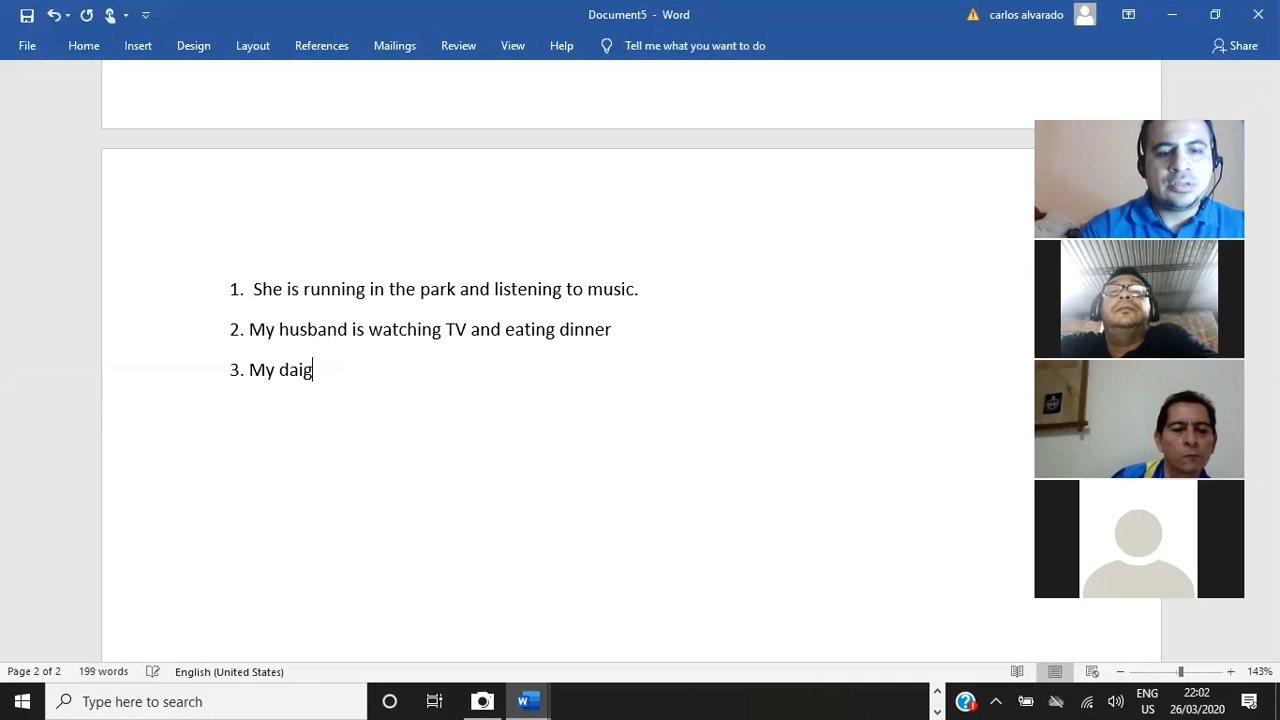 Document5 - Word
carlos alvarado
File Home Insert Design Layout References Mailings Review View Help Tell me what you want to do Share
1. She is running in the park and listening to music.
2. My husband is watching TV and eating dinner
3. My daig
Page 2 of 2 199 words English (United States) 143%
Type here to search
ENG 22:02
US 26/03/2020